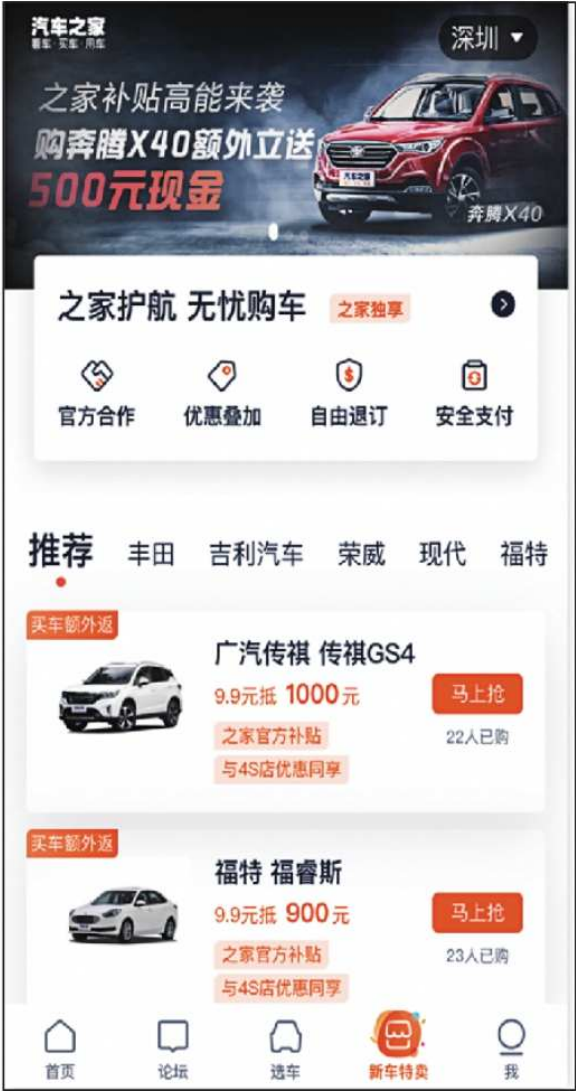 汽车之家
看车·买车·用车
深圳
之家补贴高能来袭
购奔腾X40额外立送
500元现金
奔腾X40
之家护航 无忧购车 之家独享
官方合作 优惠叠加 自由退订 安全支付
推荐 丰田 吉利汽车 荣威 现代 福特
买车额外返
广汽传祺 传祺GS4
9.9元抵 1000元
马上抢
之家官方补贴
22人已购
与4S店优惠同享
买车额外返
福特 福睿斯
9.9元抵 900元
马上抢
之家官方补贴
23人已购
与4S店优惠同享
首页 论坛 选车 新车特卖 我